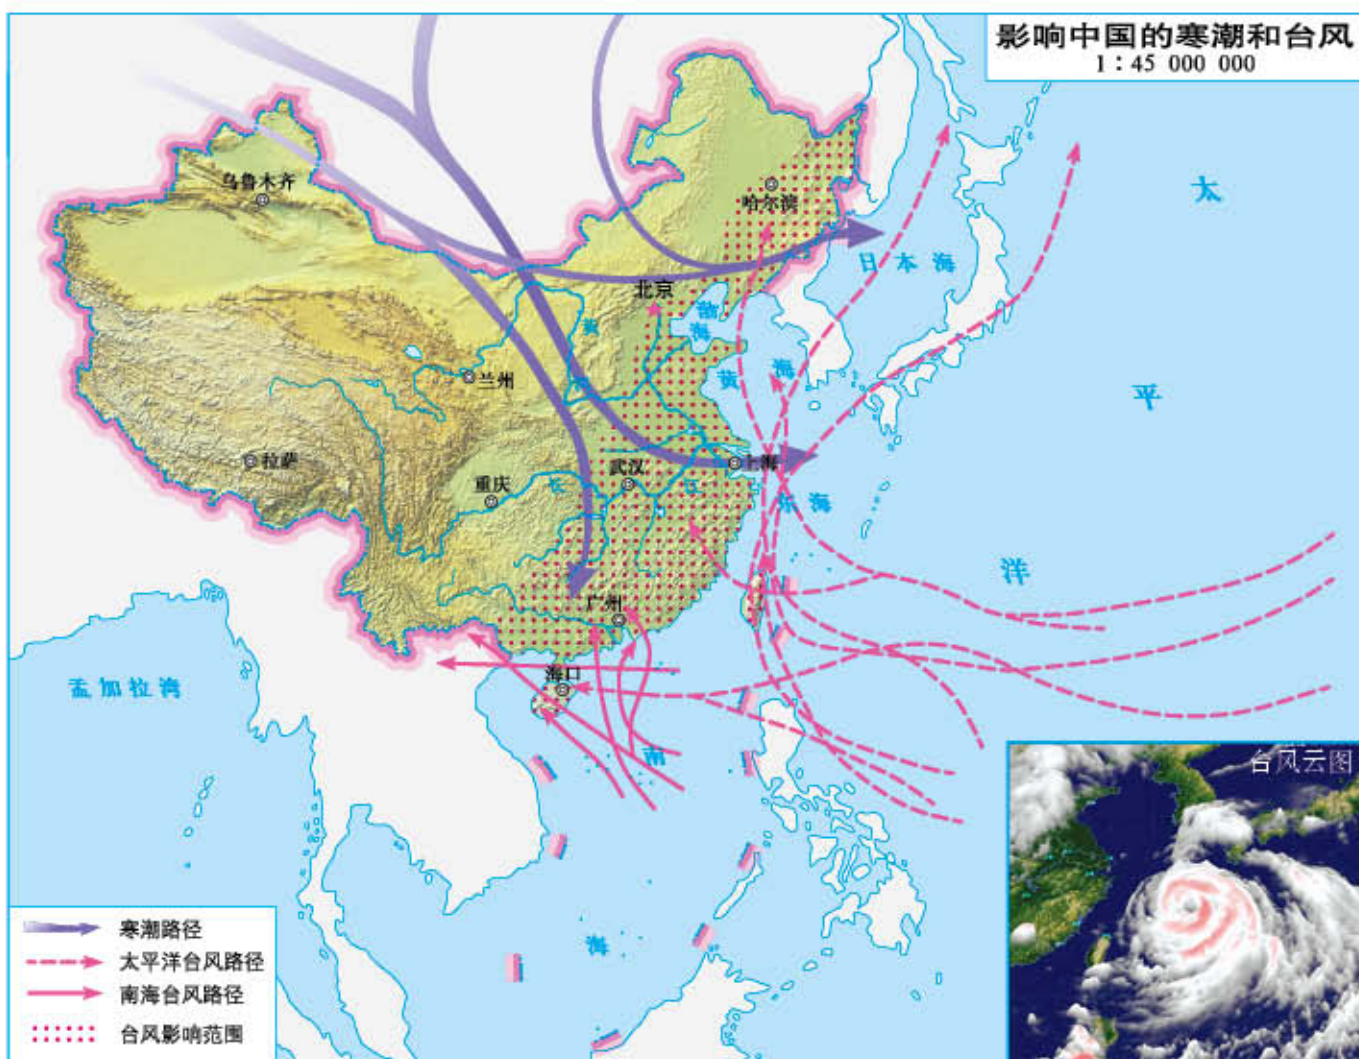 影响中国的寒潮和台风
1：45 000 000
乌鲁木齐
哈尔滨
太
日本海
北京
渤
海
黄
河
兰州
黄
海
平
拉萨
重庆
长
武汉
江
上海
东海
洋
广州
海口
孟加拉湾
南
海
台风云图
寒潮路径
太平洋台风路径
南海台风路径
台风影响范围